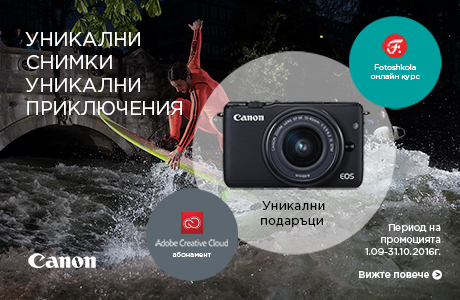 УНИКАЛНИ
СНИМКИ
УНИКАЛНИ
ПРИКЛЮЧЕНИЯ
F.
Fotoshkola
онлайн курс
Canon
EOS
Уникални
подаръци
Adobe Creative Cloud
абонамент
Canon
Период на
промоцията
1.09-31.10.2016г.
Вижте повече